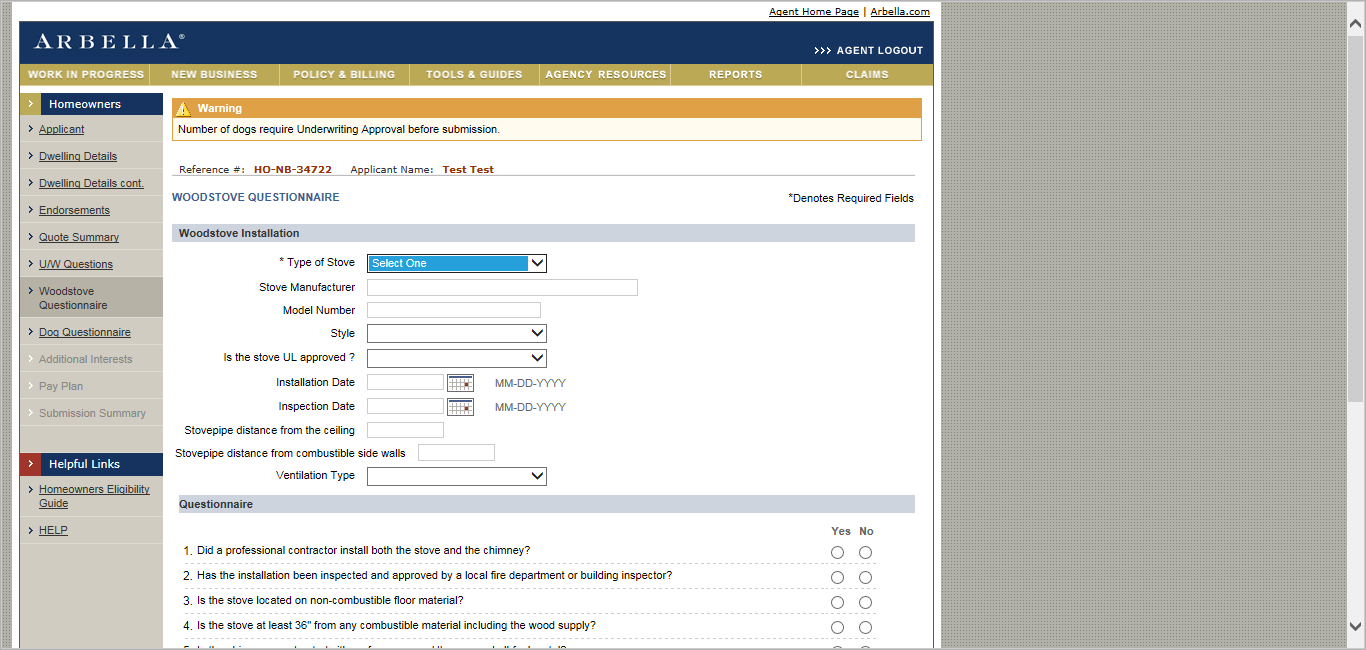 Agent Home Page | Arbella.com
ARBELLA®
>>> AGENT LOGOUT
WORK IN PROGRESS NEW BUSINESS POLICY & BILLING TOOLS & GUIDES AGENCY RESOURCES REPORTS CLAIMS
Homeowners
Applicant
Dwelling Details
Dwelling Details cont.
Endorsements
Quote Summary
U/W Questions
Woodstove
Questionnaire
Dog Questionnaire
Additional Interests
Pay Plan
Submission Summary
Helpful Links
Homeowners Eligibility
Guide
HELP
Warning
Number of dogs require Underwriting Approval before submission.
Reference #: HO-NB-34722 Applicant Name: Test Test
WOODSTOVE QUESTIONNAIRE *Denotes Required Fields
Woodstove Installation
* Type of Stove Select One
Stove Manufacturer
Model Number
Style
Is the stove UL approved ?
Installation Date MM-DD-YYYY
Inspection Date MM-DD-YYYY
Stovepipe distance from the ceiling
Stovepipe distance from combustible side walls
Ventilation Type
Questionnaire
Yes No
1. Did a professional contractor install both the stove and the chimney?
2. Has the installation been inspected and approved by a local fire department or building inspector?
3. Is the stove located on non-combustible floor material?
4. Is the stove at least 36" from any combustible material including the wood supply?